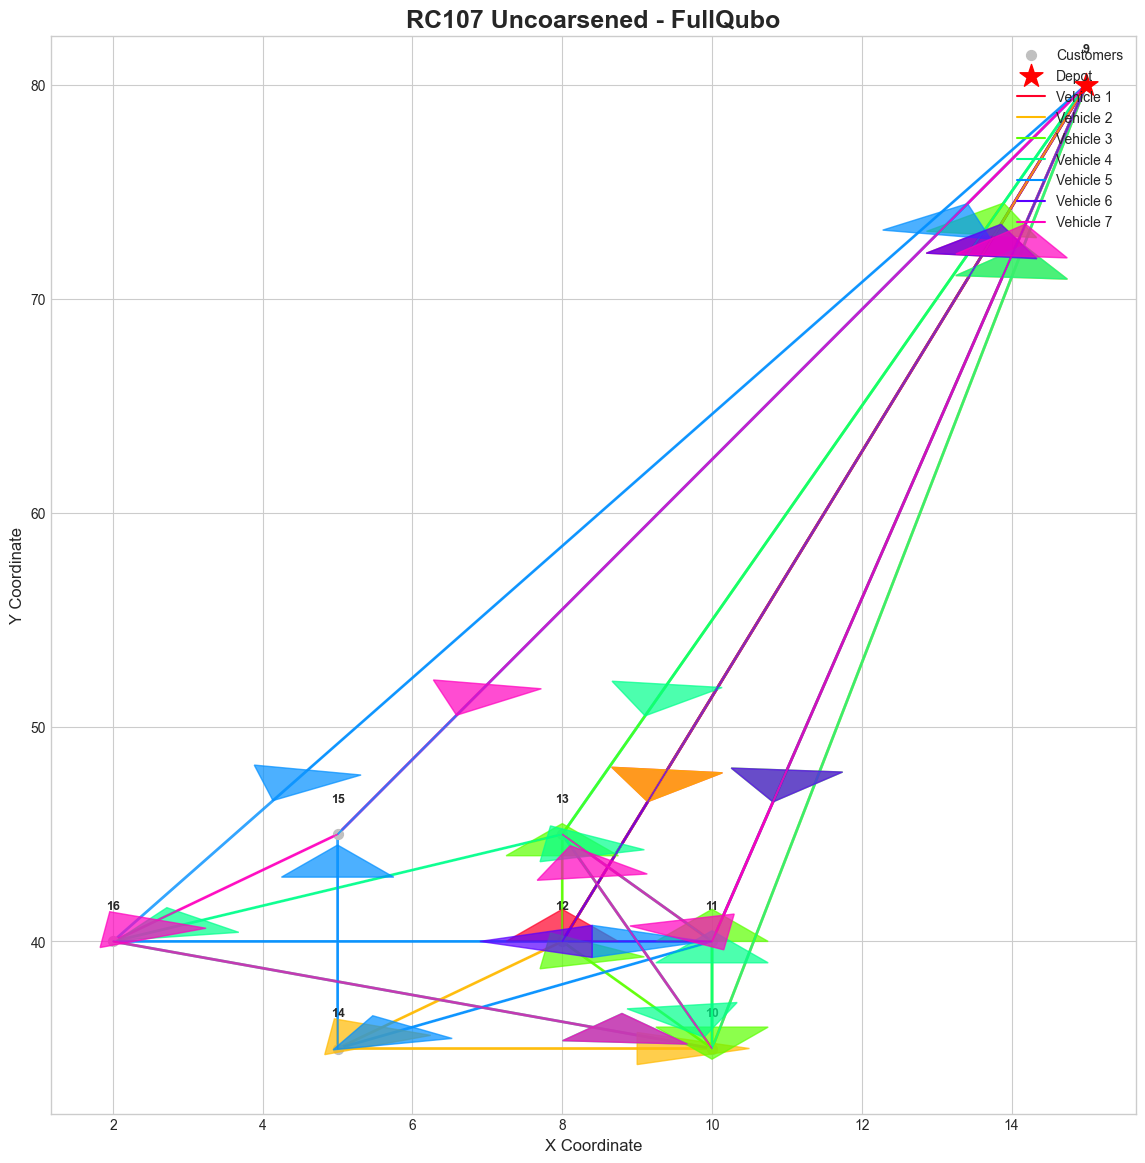 RC107 Uncoarsened - FullQubo
9
Customers
Depot
Vehicle 1
Vehicle 2
Vehicle 3
Vehicle 4
Vehicle 5
Vehicle 6
Vehicle 7
80
70
60
50
40
15
13
16
12
11
14
10
2
4
6
8
10
12
14
X Coordinate
Y Coordinate